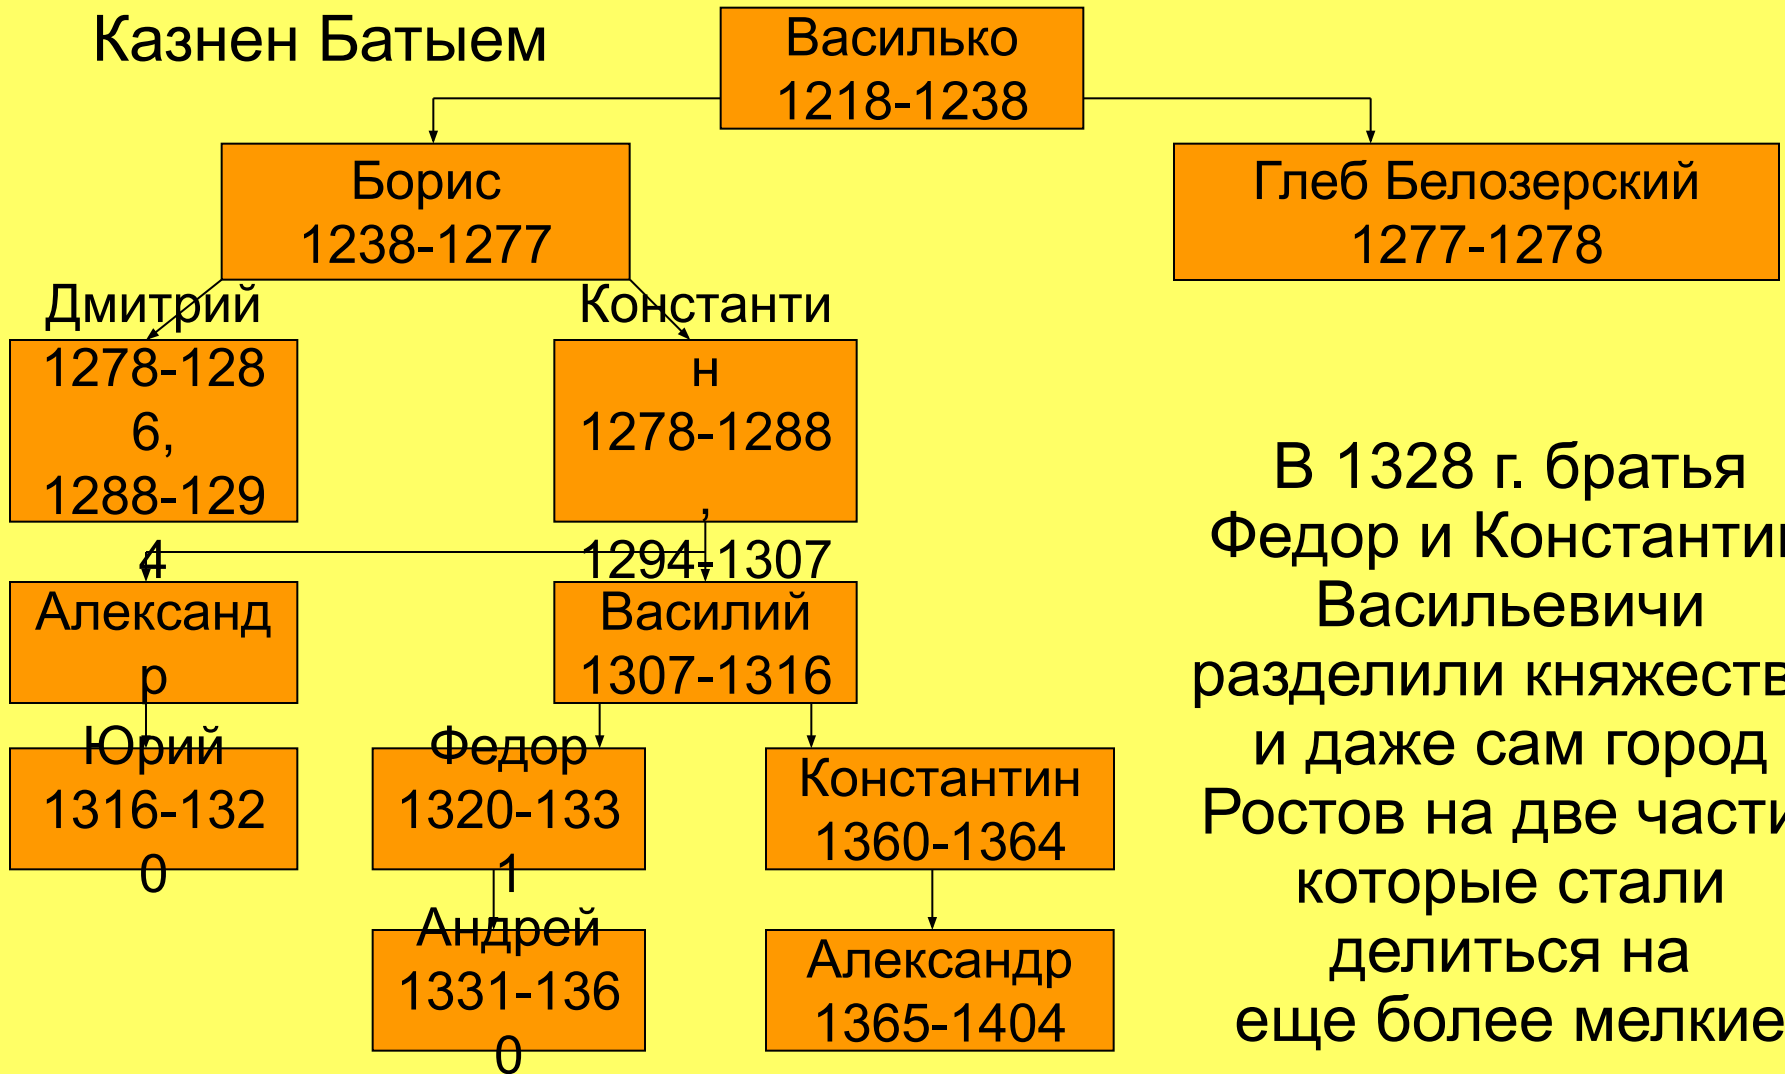 Казнен Батыем
Василько
1218-1238
Борис
1238-1277
Глеб Белозерский
1277-1278
Дмитрий
1278-128
6,
1288-129
4
Константи
н
1278-1288
,
1294-1307
Александ
р
Василий
1307-1316
Юрий
1316-132
0
Федор
1320-133
1
Константин
1360-1364
Андрей
1331-136
0
Александр
1365-1404
В 1328 г. братья
Федор и Константин
Васильевичи
разделили княжеств
и даже сам город
Ростов на две части
которые стали
делиться на
еще более мелкие